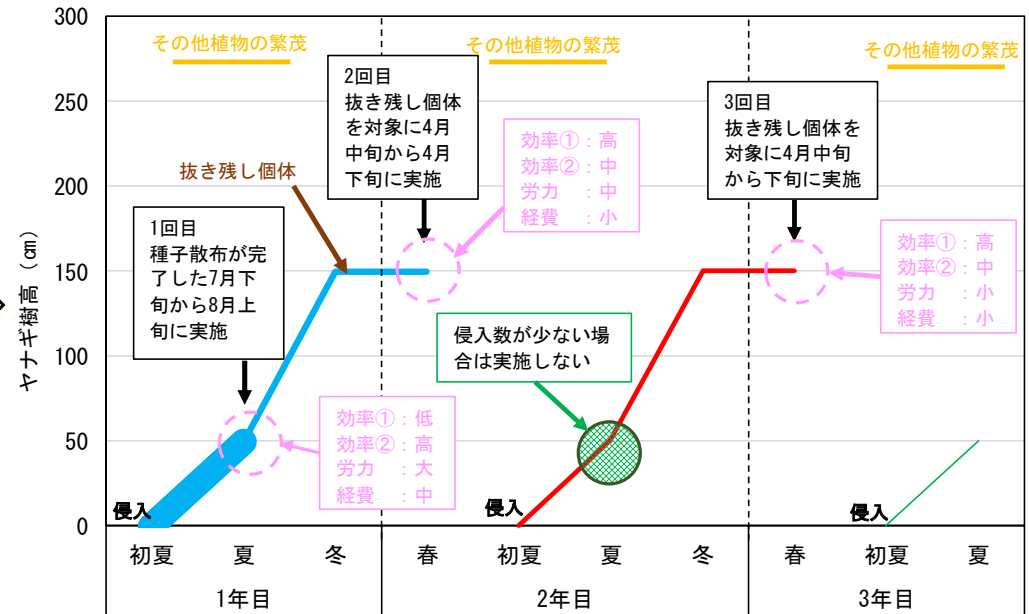 ヤナギ樹高（㎝）
300
250
200
150
100
50
0
その他植物の繁茂
その他植物の繁茂
その他植物の繁茂
1回目
種子散布が完
了した7月下
旬から8月上
旬に実施
抜き残し個体
2回目
抜き残し個体
を対象に4月
中旬から4月
下旬に実施
効率①：高
効率②：中
労力　：中
経費　：小
3回目
抜き残し個体を
対象に4月中旬
から下旬に実施
効率①：高
効率②：中
労力　：小
経費　：小
侵入数が少ない場
合は実施しない
効率①：低
効率②：高
労力　：大
経費　：中
侵入
侵入
侵入
初夏 夏 冬 春 初夏 夏 冬 春 初夏 夏
1年目 2年目 3年目